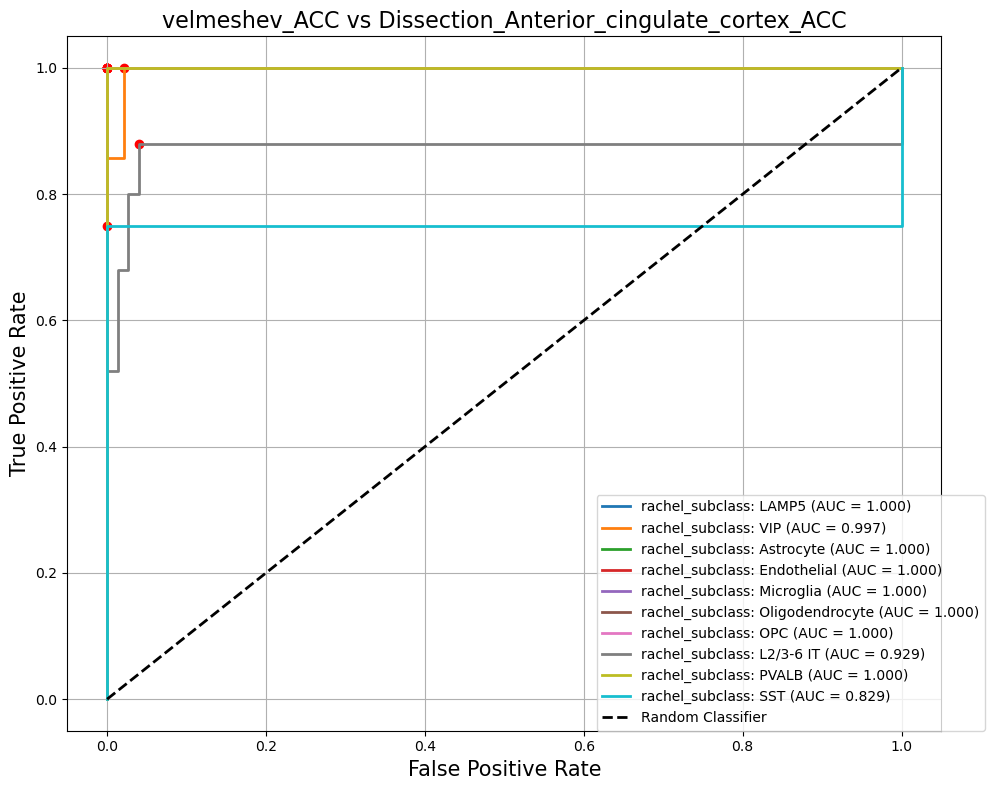 velmeshev_ACC vs Dissection_Anterior_cingulate_cortex_ACC
True Positive Rate
1.0
0.8
0.6
0.4
0.2
0.0
rachel_subclass: LAMP5 (AUC = 1.000)
rachel_subclass: VIP (AUC = 0.997)
rachel_subclass: Astrocyte (AUC = 1.000)
rachel_subclass: Endothelial (AUC = 1.000)
rachel_subclass: Microglia (AUC = 1.000)
rachel_subclass: Oligodendrocyte (AUC = 1.000)
rachel_subclass: OPC (AUC = 1.000)
rachel_subclass: L2/3-6 IT (AUC = 0.929)
rachel_subclass: PVALB (AUC = 1.000)
rachel_subclass: SST (AUC = 0.829)
Random Classifier
0.0 0.2 0.4 0.6 0.8 1.0
False Positive Rate